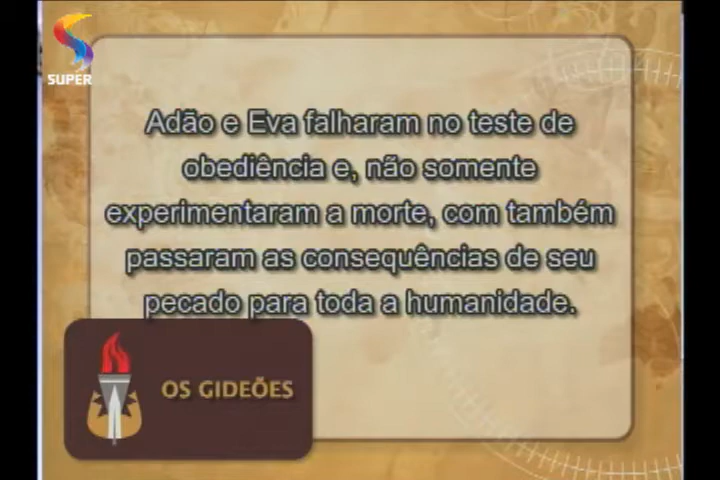 SUPER
Adão e Eva falharam no teste de
obediência e, não somente
experimentaram a morte, com também
passaram as consequências de seu
pecado para toda a humanidade.
OS GIDEÕES